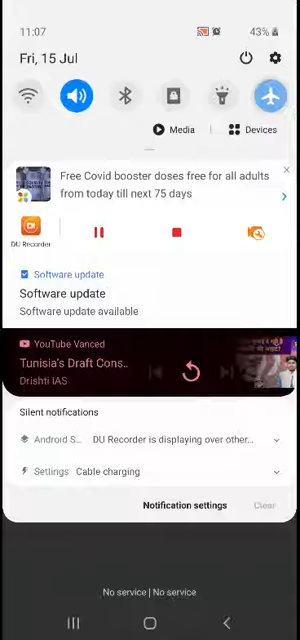 11:07
43%
Fri, 15 Jul
Media
Devices
Free Covid booster doses free for all adults
from today till next 75 days
DU Recorder
Software update
Software update
Software update available
YouTube Vanced
Tunisia's Draft Cons..
Drishti IAS
Silent notifications
Android S... DU Recorder is displaying over other...
Settings Cable charging
Notification settings
Clear
No service | No service